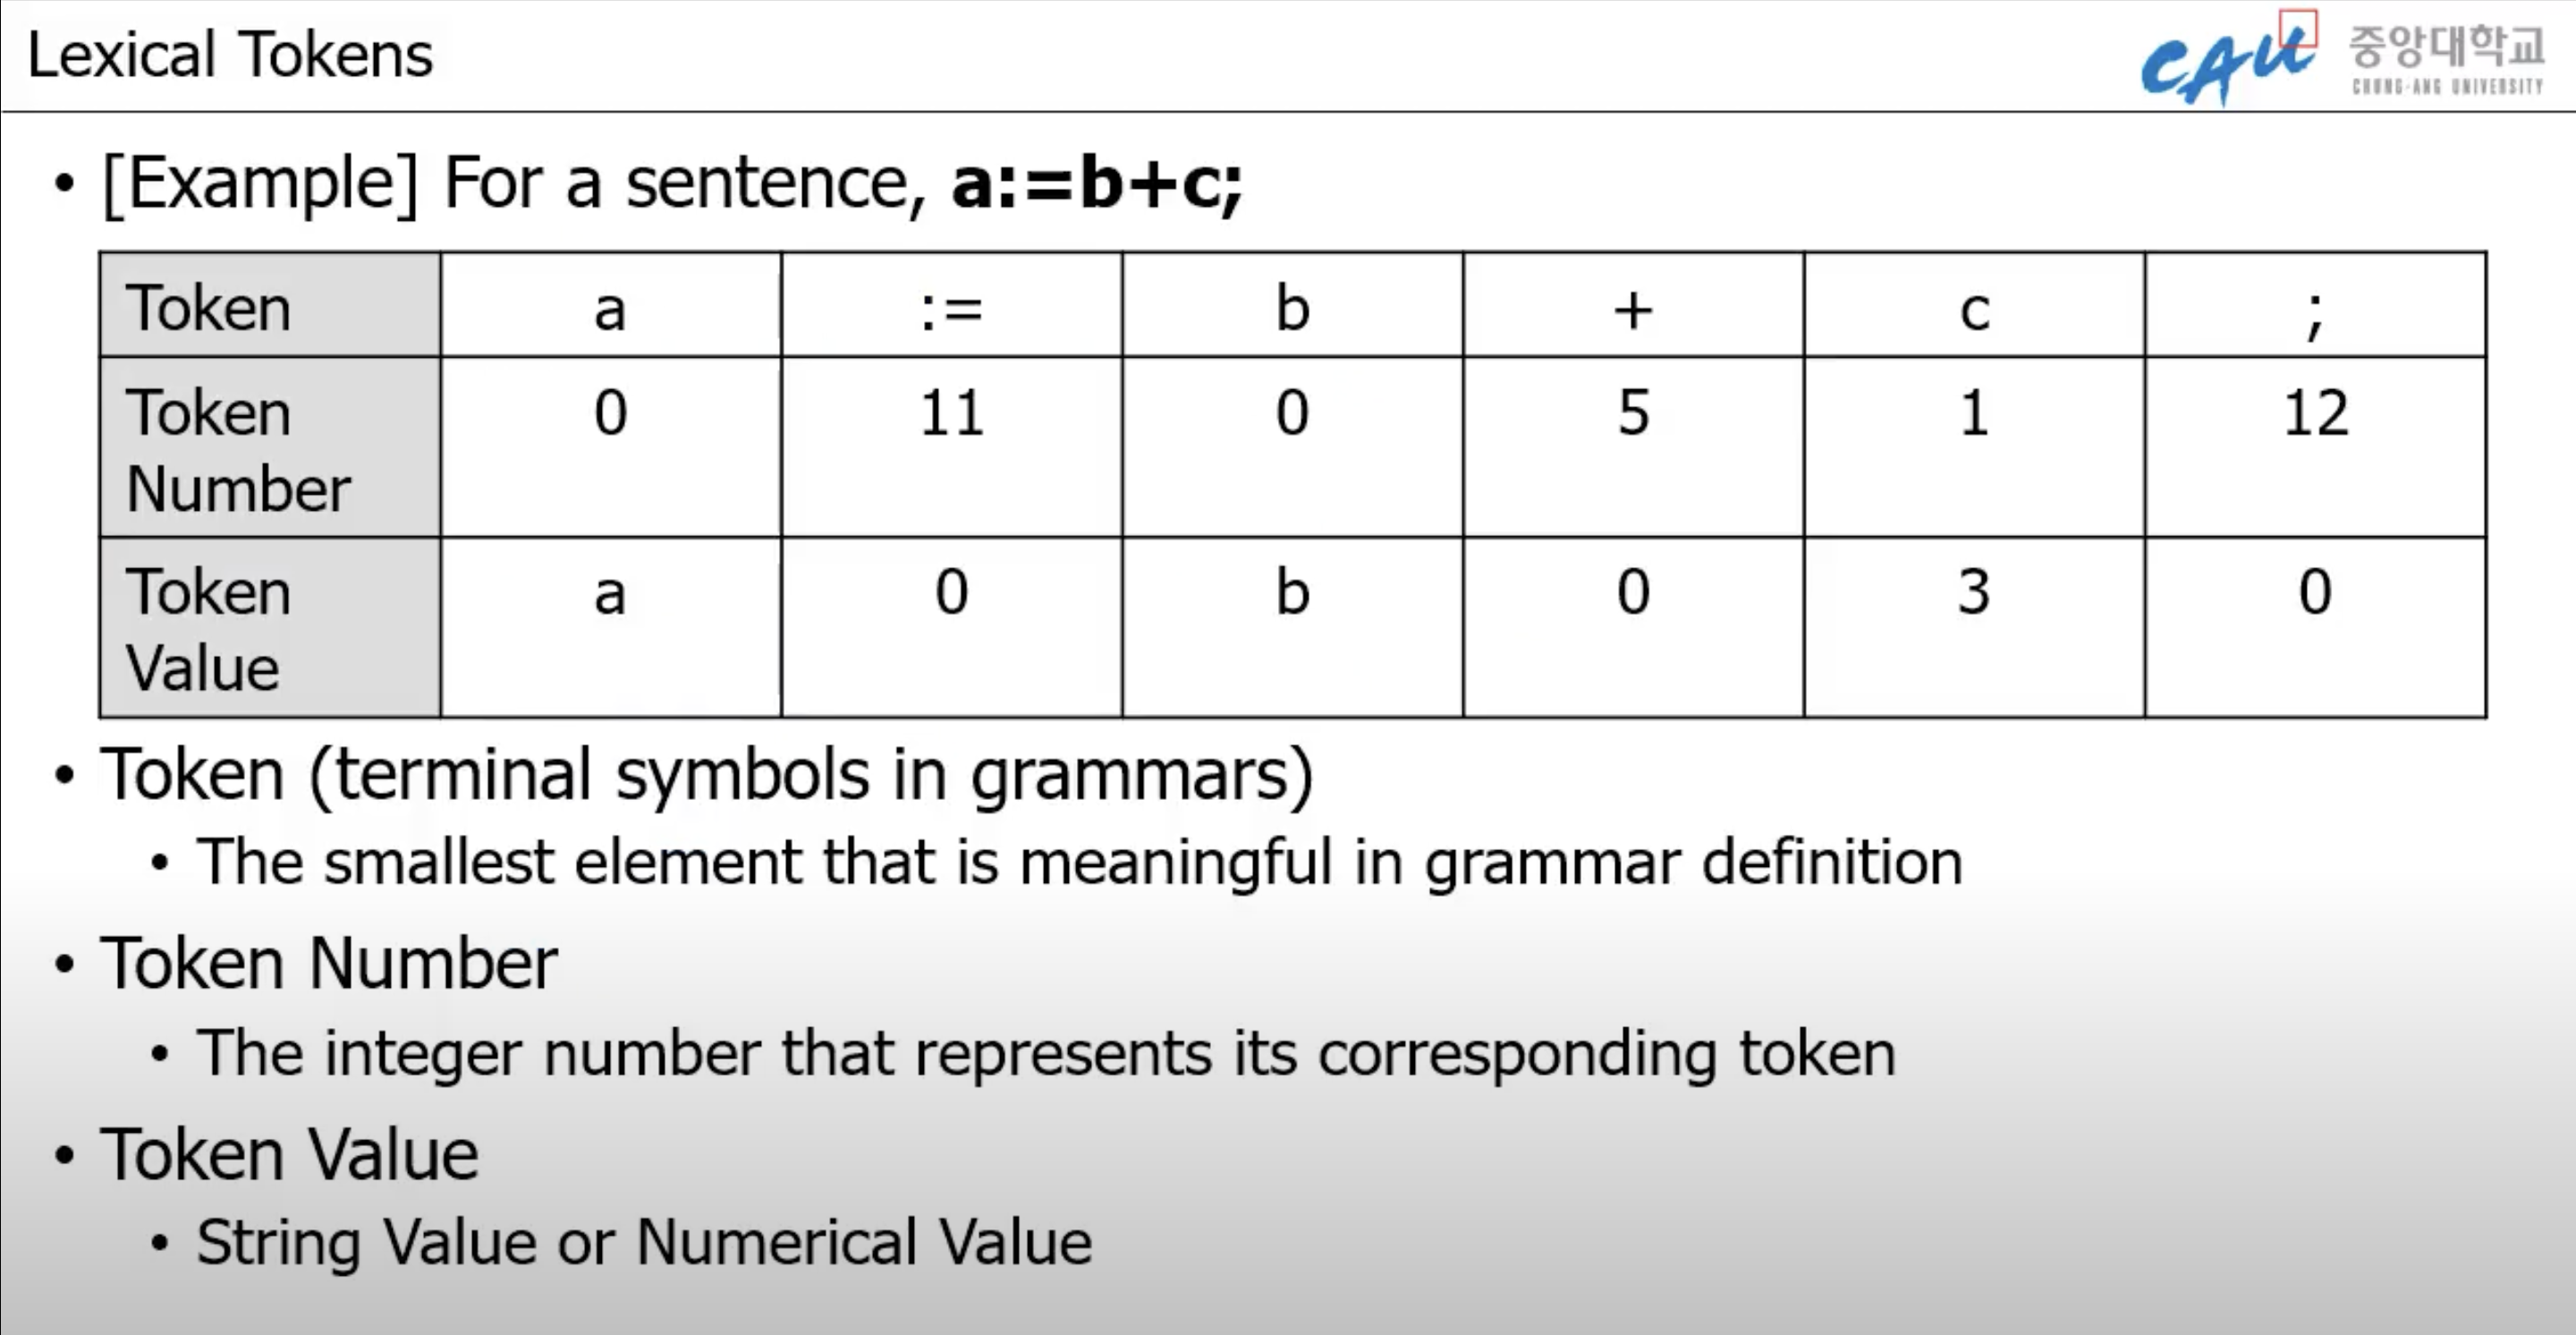 Lexical Tokens
CAU 중앙대학교
CHUNG-ANG UNIVERSITY
• [Example] For a sentence, a:=b+c;
Token a := b + c ;
Token Number 0 11 0 5 1 12
Token Value a 0 b 0 3 0
• Token (terminal symbols in grammars)
• The smallest element that is meaningful in grammar definition
• Token Number
• The integer number that represents its corresponding token
• Token Value
• String Value or Numerical Value